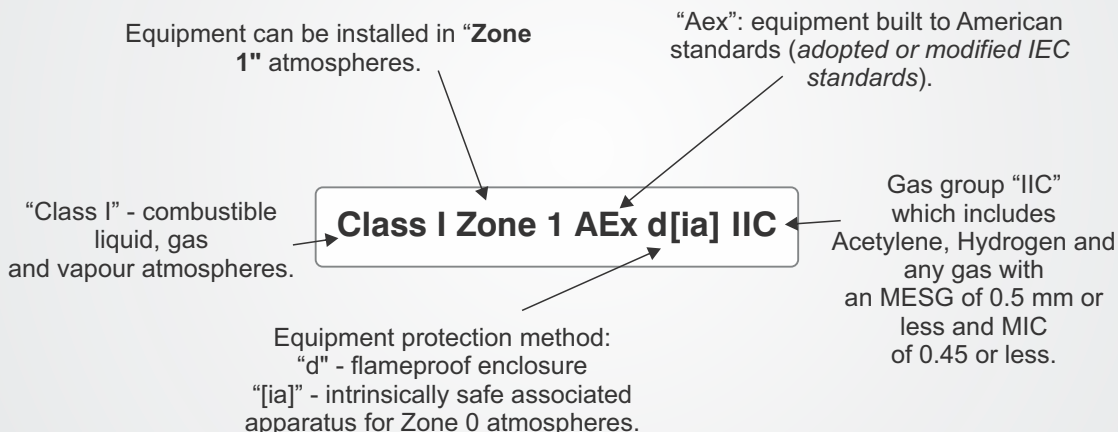 Equipment can be installed in “Zone
1" atmospheres.
“Aex”: equipment built to American
standards (adopted or modified IEC
standards).
“Class I” - combustible
liquid, gas
and vapour atmospheres.
Class I Zone 1 AEx d[ia] IIC
Gas group “IIC”
which includes
Acetylene, Hydrogen and
any gas with
an MESG of 0.5 mm or
less and MIC
of 0.45 or less.
Equipment protection method:
“d" - flameproof enclosure
“[ia]” - intrinsically safe associated
apparatus for Zone 0 atmospheres.